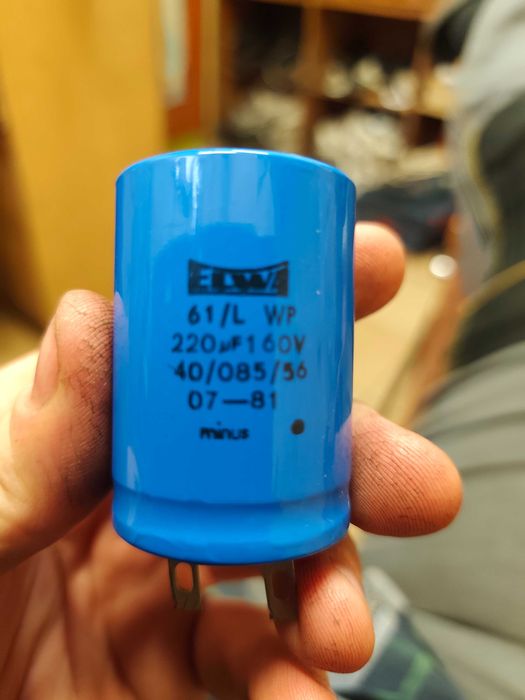 ELWA
61/L WP
220µF160V
40/085/56
07—81
minus